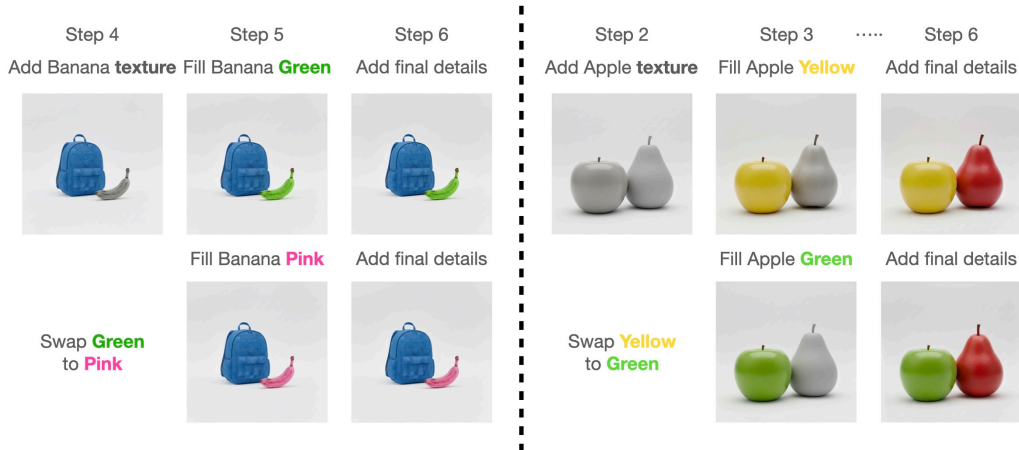 Step 4
Step 5
Step 6
Add Banana texture
Fill Banana Green
Add final details
Fill Banana Pink
Add final details
Swap Green
to Pink
Step 2
Step 3
.....
Step 6
Add Apple texture
Fill Apple Yellow
Add final details
Fill Apple Green
Add final details
Swap Yellow
to Green